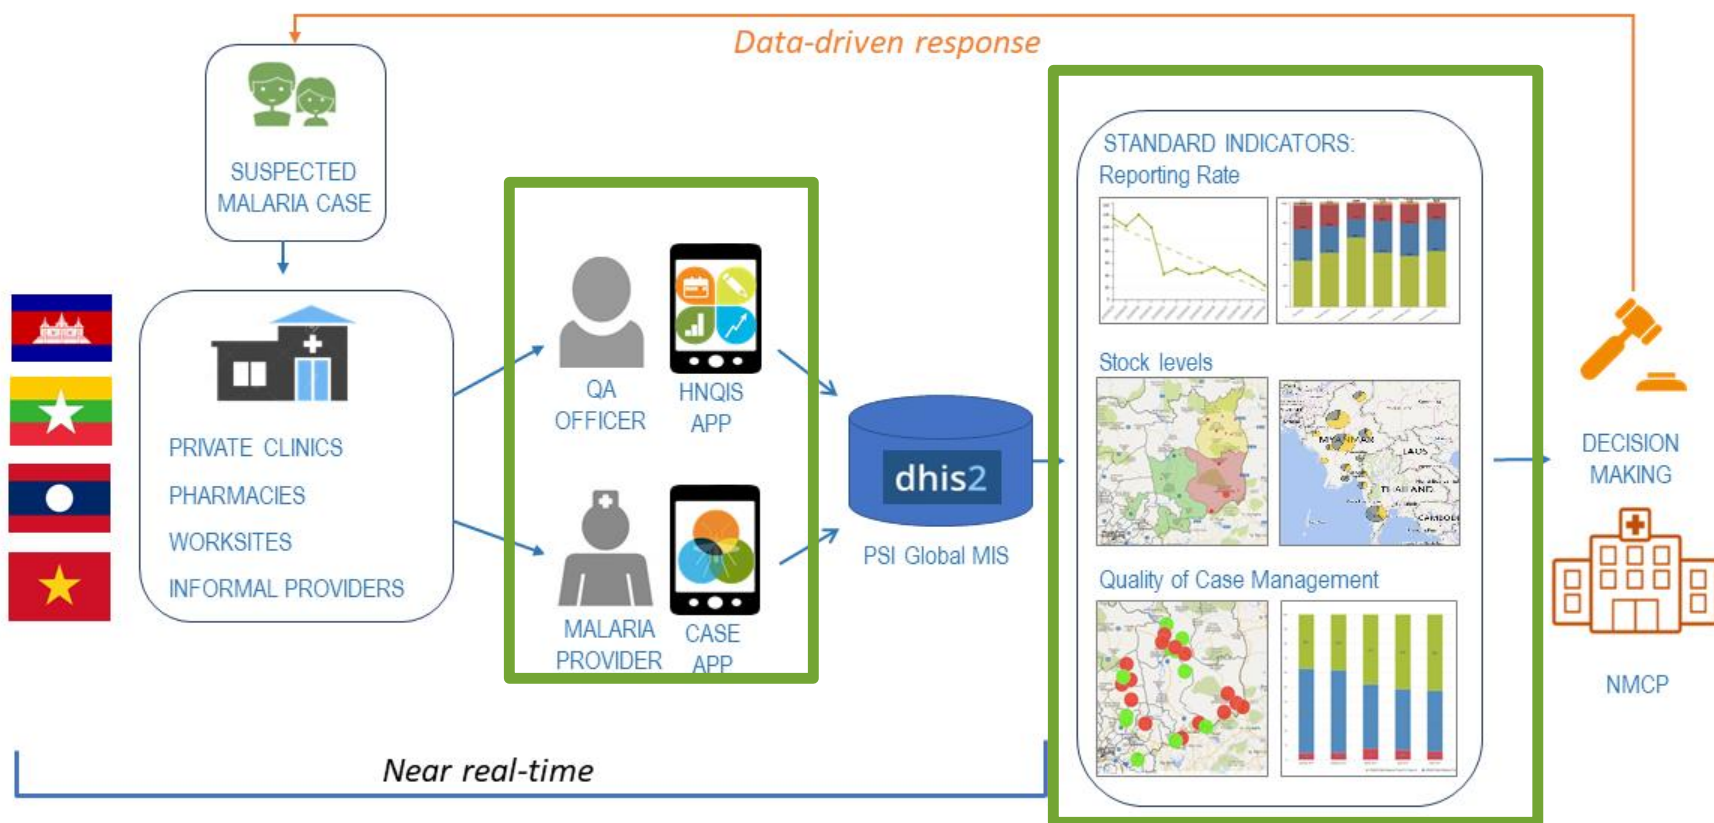 Data-driven response
SUSPECTED
MALARIA CASE
PRIVATE CLINICS
PHARMACIES
WORKSITES
INFORMAL PROVIDERS
QA
OFFICER
HNQIS
APP
MALARIA
PROVIDER
CASE
APP
dhis2
PSI Global MIS
STANDARD INDICATORS:
Reporting Rate
Stock levels
MYANMAR
LAOS
THAILAND
Quality of Case Management
DECISION
MAKING
NMCP
Near real-time